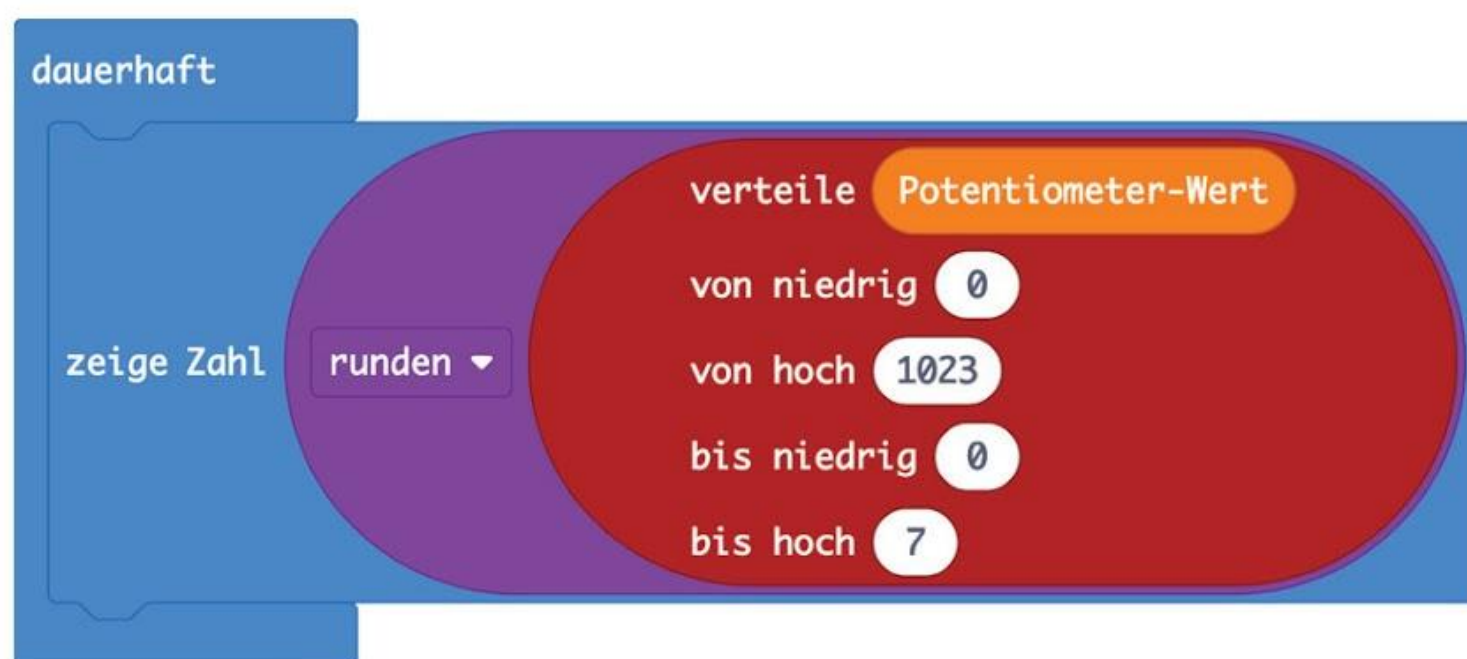 dauerhaft
verteile Potentiometer-Wert
von niedrig 0
zeige Zahl runden von hoch 1023
bis niedrig 0
bis hoch 7